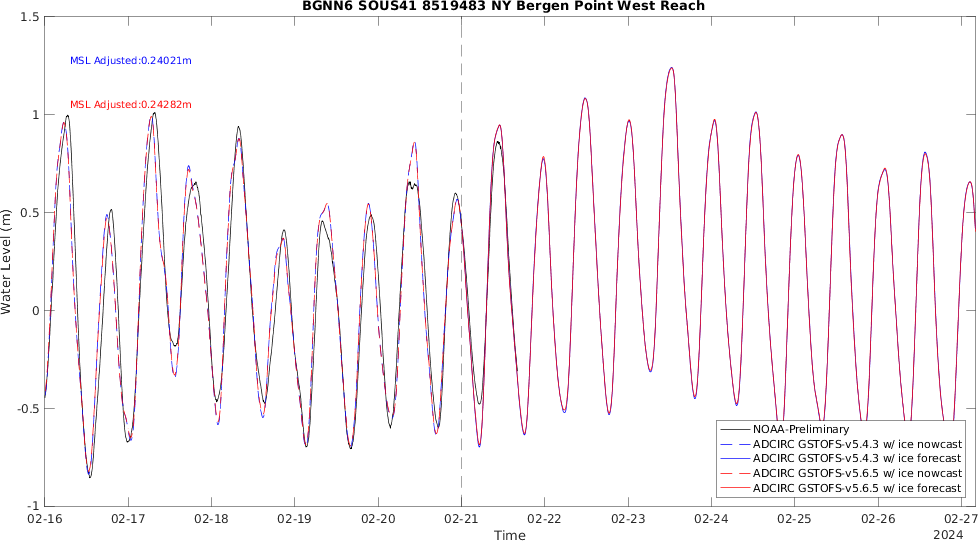 BGNN6 SOUS41 8519483 NY Bergen Point West Reach
1.5
MSL Adjusted:0.24021m
MSL Adjusted:0.24282m
1
0.5
0
-0.5
-1
Water Level (m)
NOAA-Preliminary
ADCIRC GSTOFS-v5.4.3 w/ ice nowcast
ADCIRC GSTOFS-v5.4.3 w/ ice forecast
ADCIRC GSTOFS-v5.6.5 w/ ice nowcast
ADCIRC GSTOFS-v5.6.5 w/ ice forecast
02-16 02-17 02-18 02-19 02-20 02-21 02-22 02-23 02-24 02-25 02-26 02-27
Time
2024